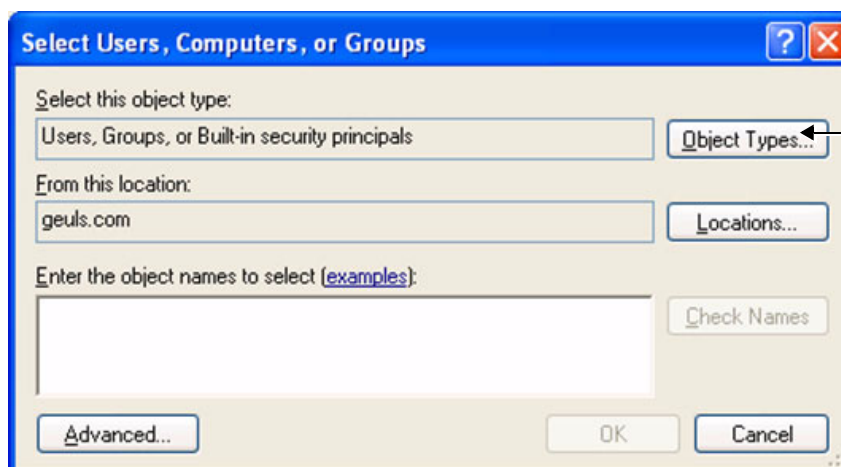 Select Users, Computers, or Groups
Select this object type:
Users, Groups, or Built-in security principals
Object Types...
From this location:
geuls.com
Locations...
Enter the object names to select (examples):
Check Names
Advanced...
OK
Cancel